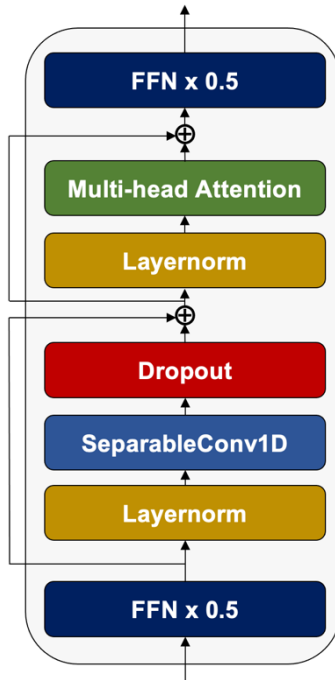 FFN x 0.5
Multi-head Attention
Layernorm
Dropout
SeparableConv1D
Layernorm
FFN x 0.5